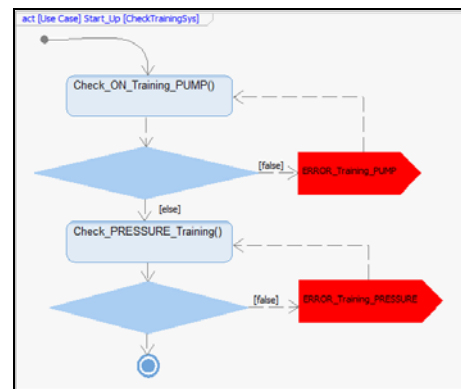 act [Use Case] Start_Up [CheckTrainingSys]
Check_ON_Training_PUMP()
[false]
ERROR_Training_PUMP
[else]
Check_PRESSURE_Training()
[false]
ERROR_Training_PRESSURE